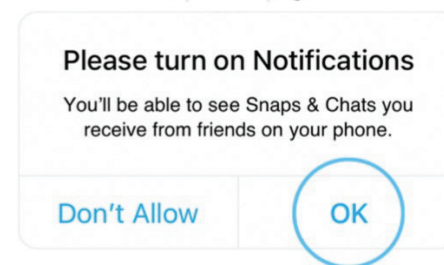 Please turn on Notifications
You'll be able to see Snaps & Chats you
receive from friends on your phone.
Don't Allow
OK